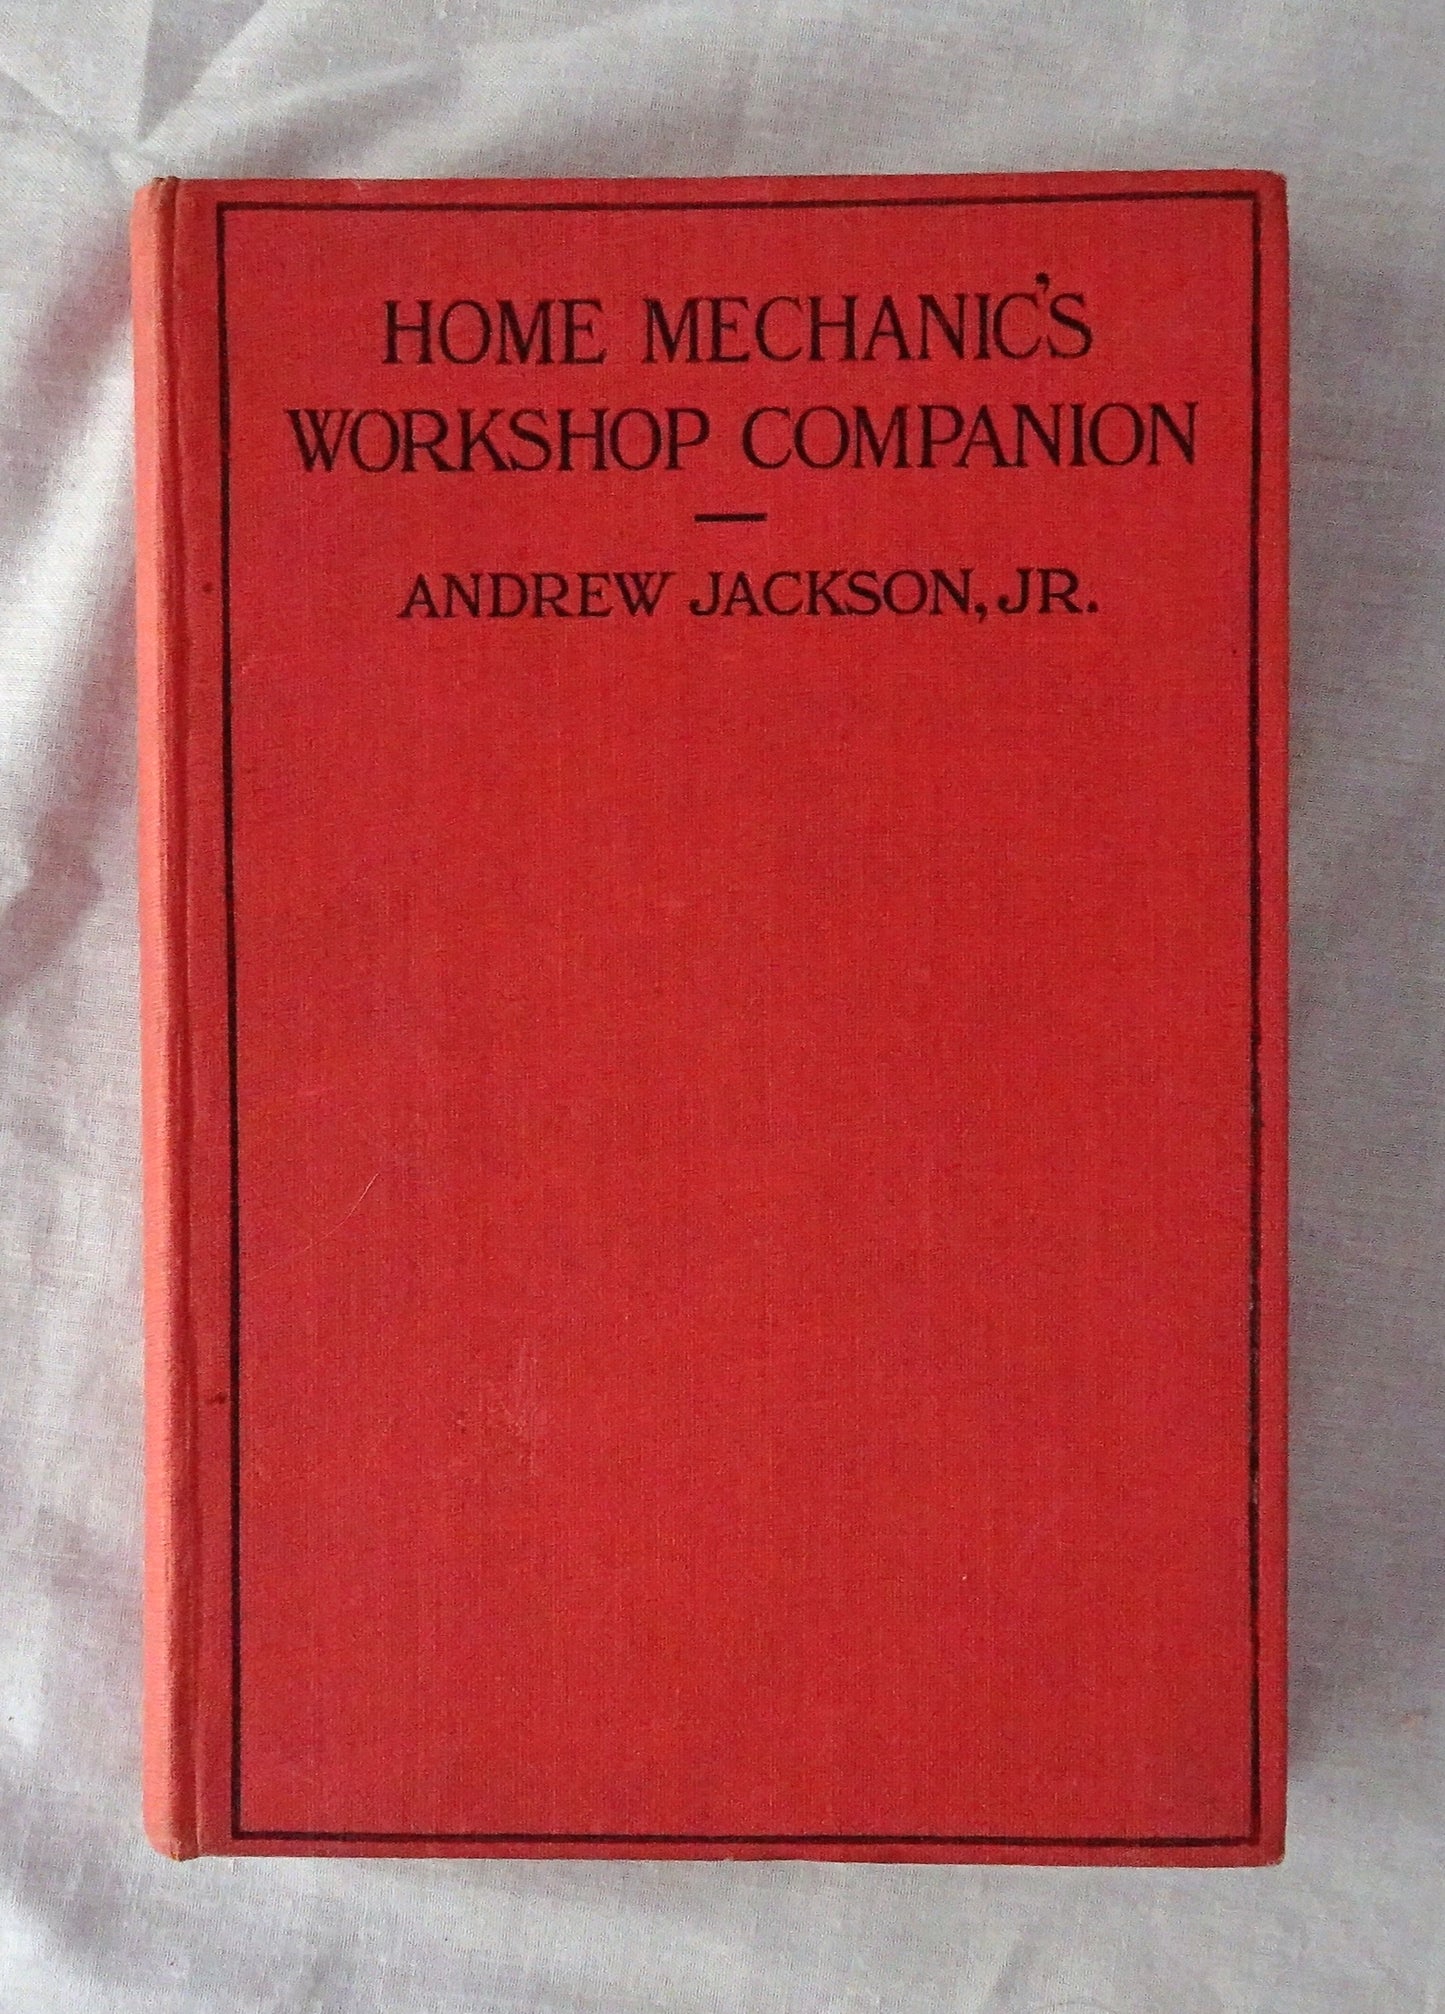 HOME MECHANIC'S
WORKSHOP COMPANION
—
ANDREW JACKSON, JR.